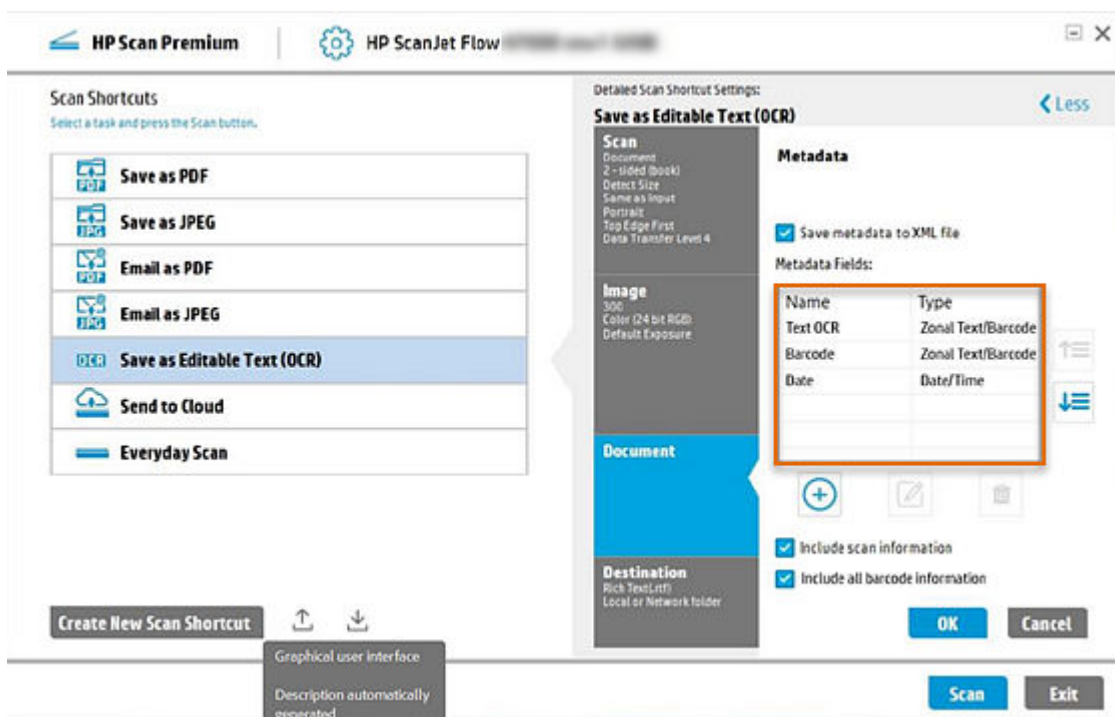 HP Scan Premium
HP ScanJet Flow
Scan Shortcuts
Select a task and press the Scan button.
PDF Save as PDF
JPG Save as JPEG
PDF Email as PDF
JPG Email as JPEG
OCR Save as Editable Text (OCR)
Send to Cloud
Everyday Scan
Create New Scan Shortcut
Graphical user interface
Description automatically
generated
Detailed Scan Shortcut Settings:
Save as Editable Text (OCR)
Less
Scan
Document
2-sided (book)
Detect Size
Same as Input
Portrait
Top Edge First
Data Transfer Level 4
Image
300
Color (24 bit RGB)
Default Exposure
Document
Destination
Rich Text(.rtf)
Local or Network folder
Metadata
Save metadata to XML file
Metadata Fields:
Name Type
Text OCR Zonal Text/Barcode
Barcode Zonal Text/Barcode
Date Date/Time
Include scan information
Include all barcode information
OK Cancel
Scan Exit